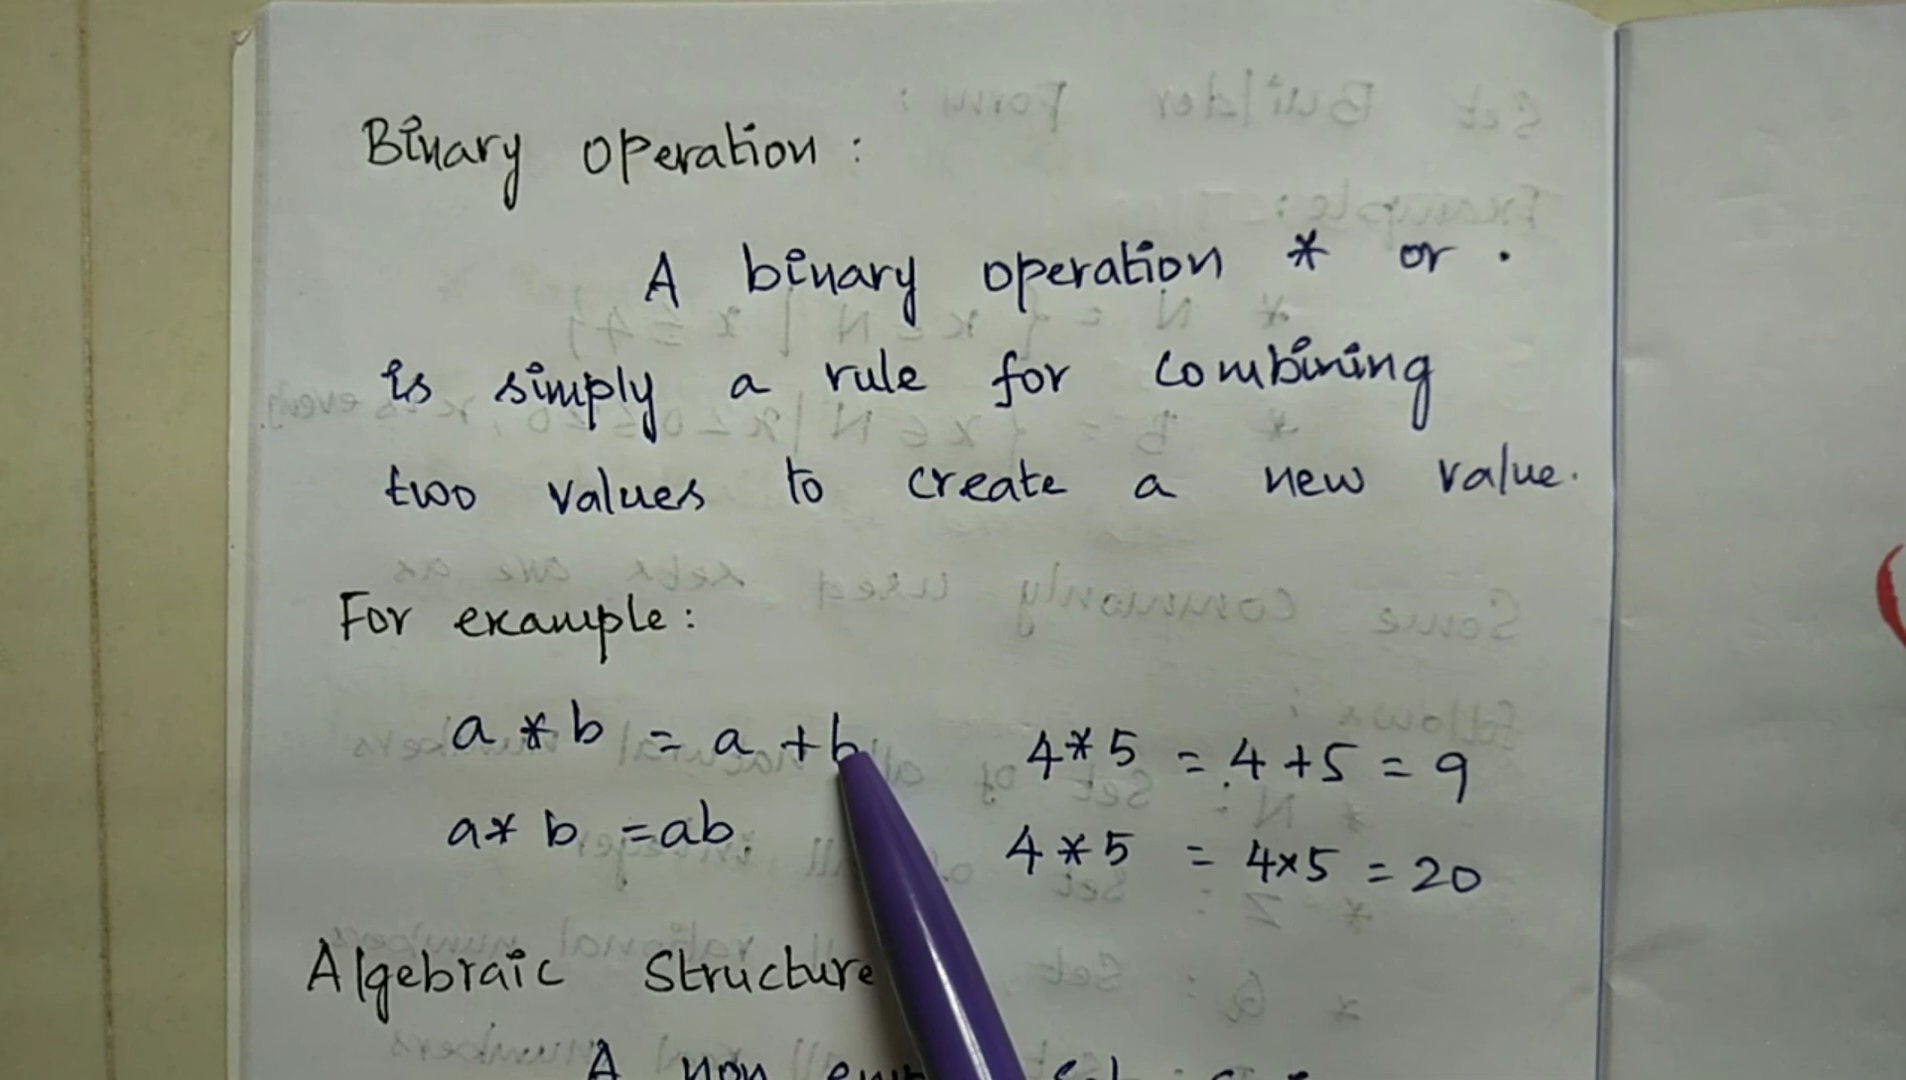 Binary operation :
A binary operation * or .
is simply a rule for combining
two values to create a new value.
For example :
a * b = a + b
4 * 5 = 4 + 5 = 9
a * b = ab.
4 * 5 = 4 × 5 = 20
Algebraic Structure
A non